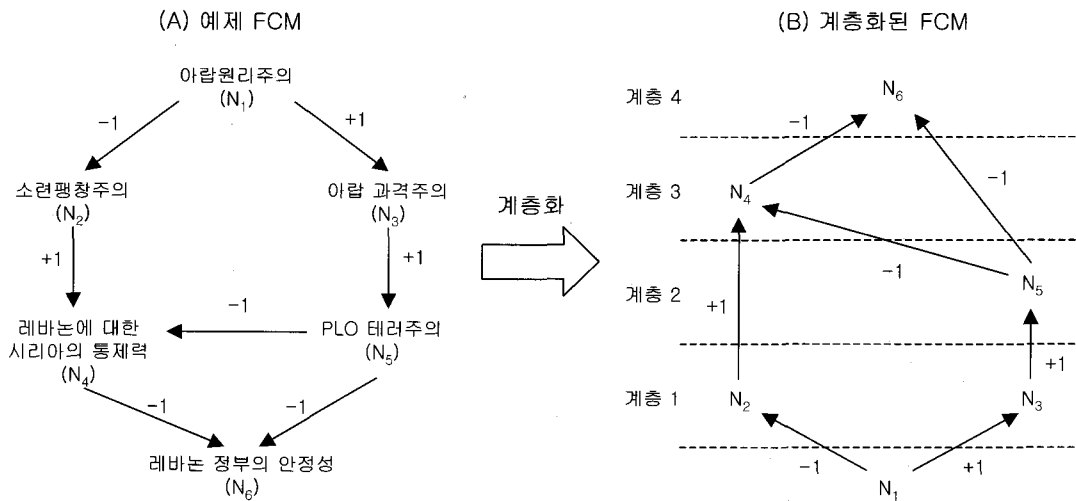 (A) 예제 FCM
아랍원리주의
(N1)
-1
+1
소련팽창주의
(N2)
아랍 과격주의
(N3)
+1
+1
-1
레바논에 대한
시리아의 통제력
(N4)
PLO 테러주의
(N5)
-1
-1
레바논 정부의 안정성
(N6)
계층화
(B) 계층화된 FCM
계층 4
N6
-1
-1
계층 3
N4
-1
계층 2
N5
+1
+1
계층 1
N2
N3
-1
+1
N1